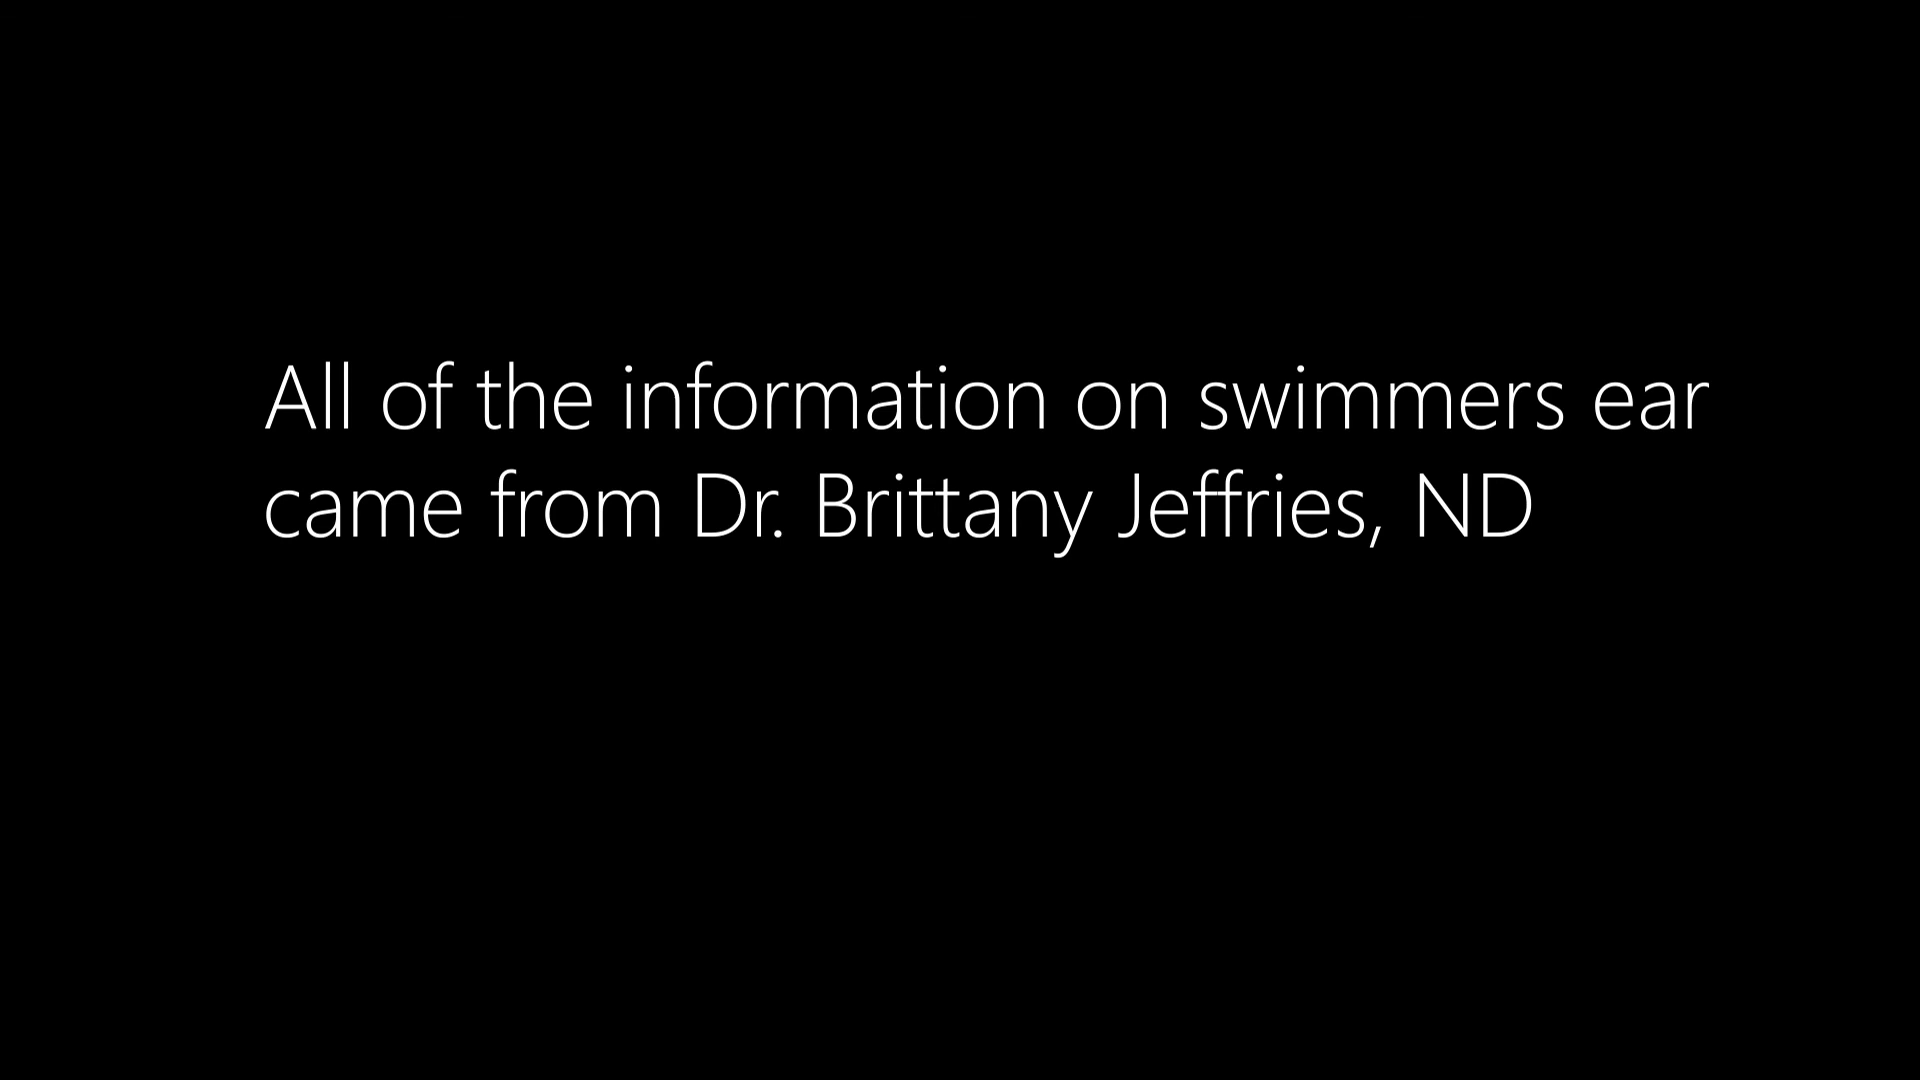 All of the information on swimmers ear
came from Dr. Brittany Jeffries, ND